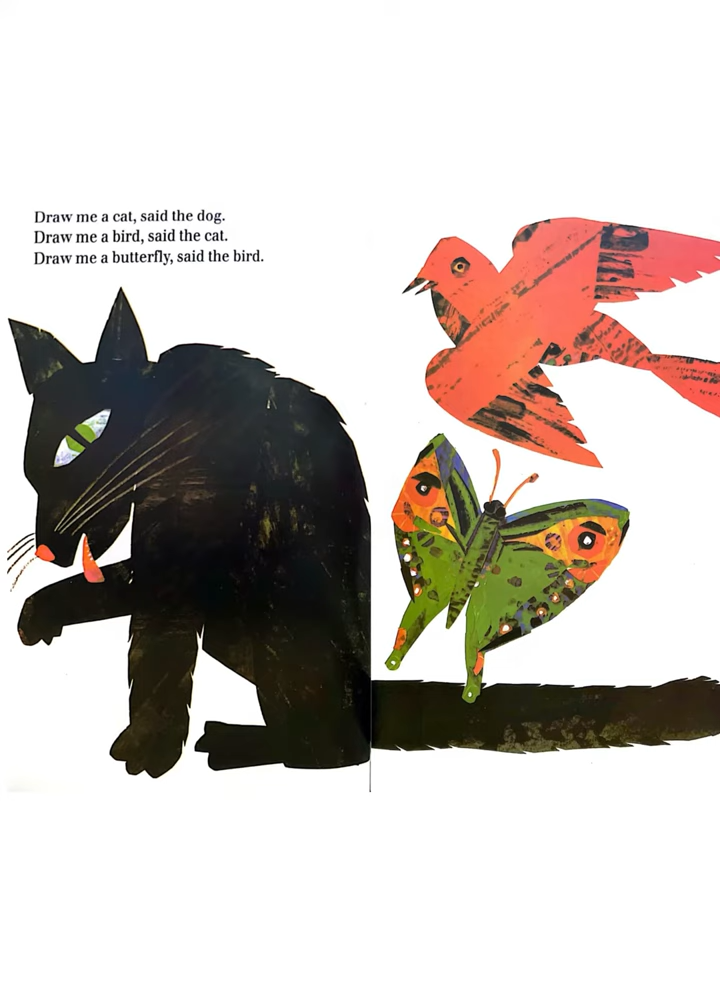 Draw me a cat, said the dog.
Draw me a bird, said the cat.
Draw me a butterfly, said the bird.